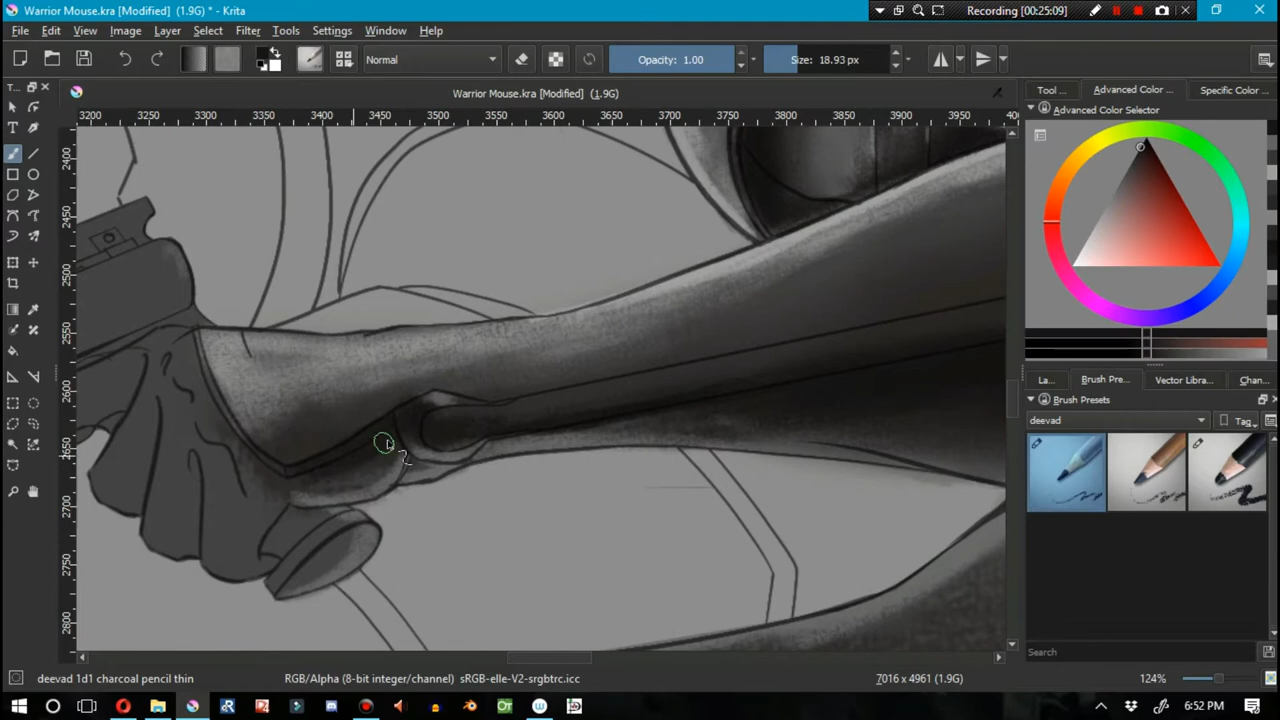 Warrior Mouse.kra [Modified] (1.9G) * - Krita
Recording [00:25:09]
File Edit View Image Layer Select Filter Tools Settings Window Help
Normal
Opacity: 1.00
Size: 18.93 px
T...
Warrior Mouse.kra [Modified] (1.9G)
Tool ...
Advanced Color ...
Specific Color ...
Advanced Color Selector
3200 3250 3300 3350 3400 3450 3500 3550 3600 3650 3700 3750 3800 3850 3900 3950 400
2400
2450
2500
2550
2600
2650
2700
2750
2800
La...
Brush Pre...
Vector Libra...
Chan...
Brush Presets
deevad
Tag
Search
deevad 1d1 charcoal pencil thin
RGB/Alpha (8-bit integer/channel) sRGB-elle-V2-srgbtrc.icc
7016 x 4961 (1.9G)
124%
6:52 PM